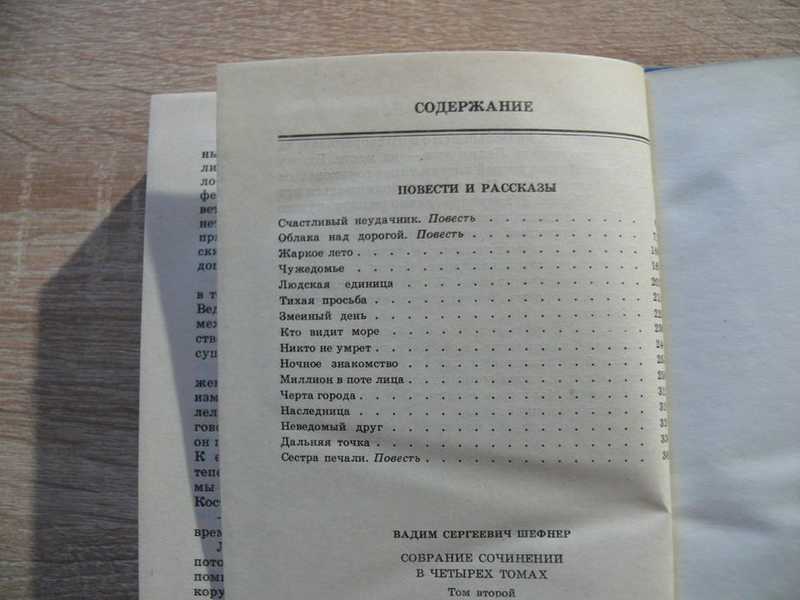 СОДЕРЖАНИЕ
ПОВЕСТИ И РАССКАЗЫ
Счастливый неудачник. Повесть . . . . . . . . . .
Облака над дорогой. Повесть . . . . . . . . . . .
Жаркое лето . . . . . . . . . . . . . . . . .
Чужедомье . . . . . . . . . . . . . . . . .
Людская единица . . . . . . . . . . . . . .
Тихая просьба . . . . . . . . . . . . . . .
Змеиный день . . . . . . . . . . . . . . .
Кто видит море . . . . . . . . . . . . . .
Никто не умрет . . . . . . . . . . . . . .
Ночное знакомство . . . . . . . . . . . . .
Миллион в поте лица . . . . . . . . . . . .
Черта города . . . . . . . . . . . . . . .
Наследница . . . . . . . . . . . . . . . .
Неведомый друг . . . . . . . . . . . . . .
Дальняя точка . . . . . . . . . . . . . . .
Сестра печали. Повесть . . . . . . . . . . .
ВАДИМ СЕРГЕЕВИЧ ШЕФНЕР
СОБРАНИЕ СОЧИНЕНИЙ
В ЧЕТЫРЕХ ТОМАХ
Том второй